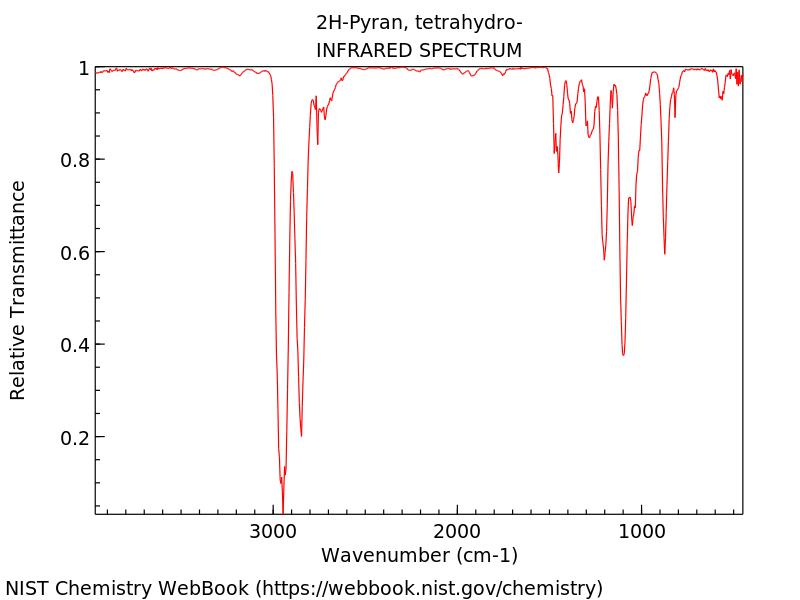 2H-Pyran, tetrahydro-
INFRARED SPECTRUM
1
0.8
0.6
0.4
0.2
Relative Transmittance
3000 2000 1000
Wavenumber (cm-1)
NIST Chemistry WebBook (https://webbook.nist.gov/chemistry)